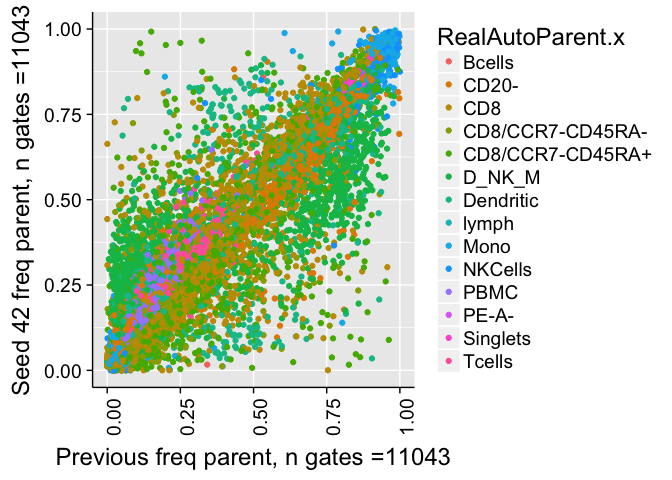 Seed 42 freq parent, n gates =11043
1.00
0.75
0.50
0.25
0.00
0.00
0.25
0.50
0.75
1.00
Previous freq parent, n gates =11043
RealAutoParent.x
Bcells
CD20-
CD8
CD8/CCR7-CD45RA-
CD8/CCR7-CD45RA+
D_NK_M
Dendritic
lymph
Mono
NKCells
PBMC
PE-A-
Singlets
Tcells